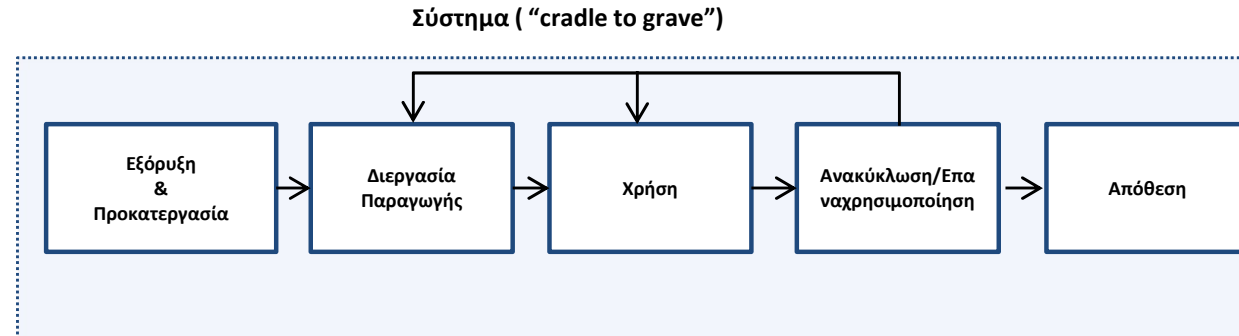 Σύστημα ( “cradle to grave”)
Εξόρυξη
&
Προκατεργασία
Διεργασία
Παραγωγής
Χρήση
Ανακύκλωση/Επα
ναχρησιμοποίηση
Απόθεση